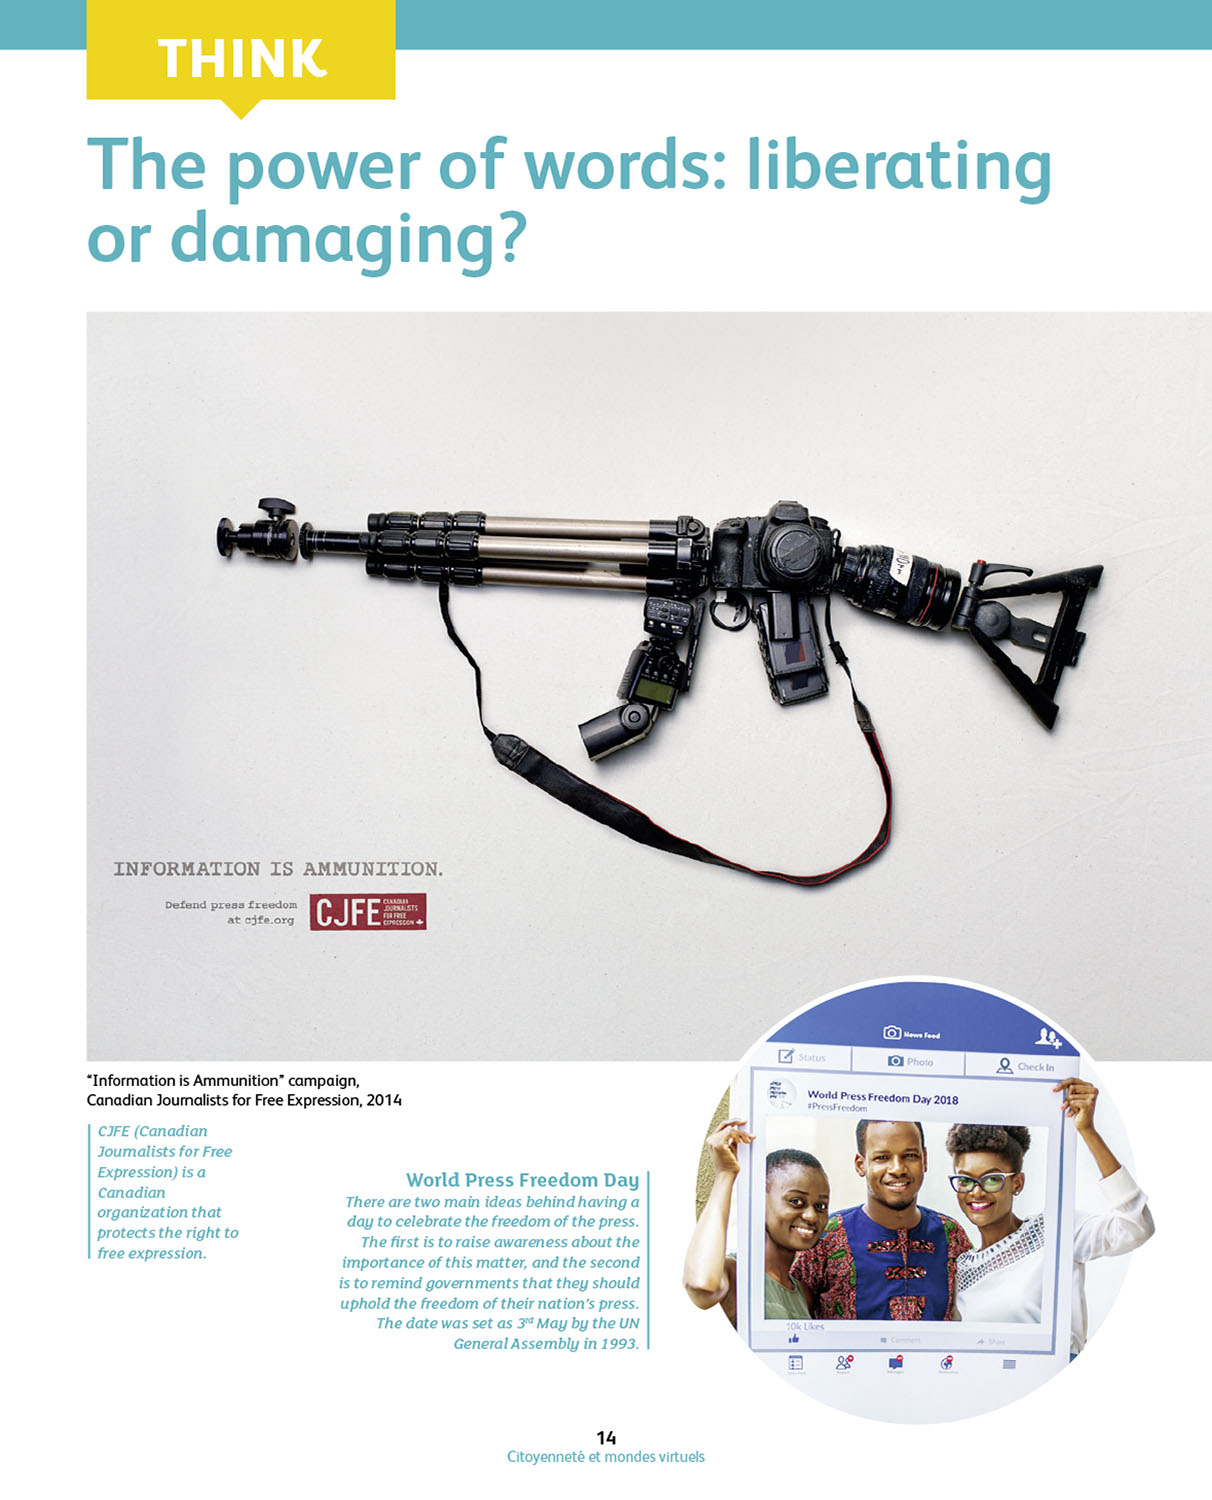 THINK
The power of words: liberating
or damaging?
INFORMATION IS AMMUNITION.
Defend press freedom
at cjfe.org
CJFE
CANADIAN
JOURNALISTS
FOR FREE
EXPRESSION
“Information is Ammunition” campaign,
Canadian Journalists for Free Expression, 2014
CJFE (Canadian
Journalists for Free
Expression) is a
Canadian
organization that
protects the right to
free expression.
World Press Freedom Day
There are two main ideas behind having a
day to celebrate the freedom of the press.
The first is to raise awareness about the
importance of this matter, and the second
is to remind governments that they should
uphold the freedom of their nation’s press.
The date was set as 3rd May by the UN
General Assembly in 1993.
News Feed
Status
Photo
Check In
World Press Freedom Day 2018
#PressFreedom
10k Likes
Comment
Share
14
Citoyenneté et mondes virtuels